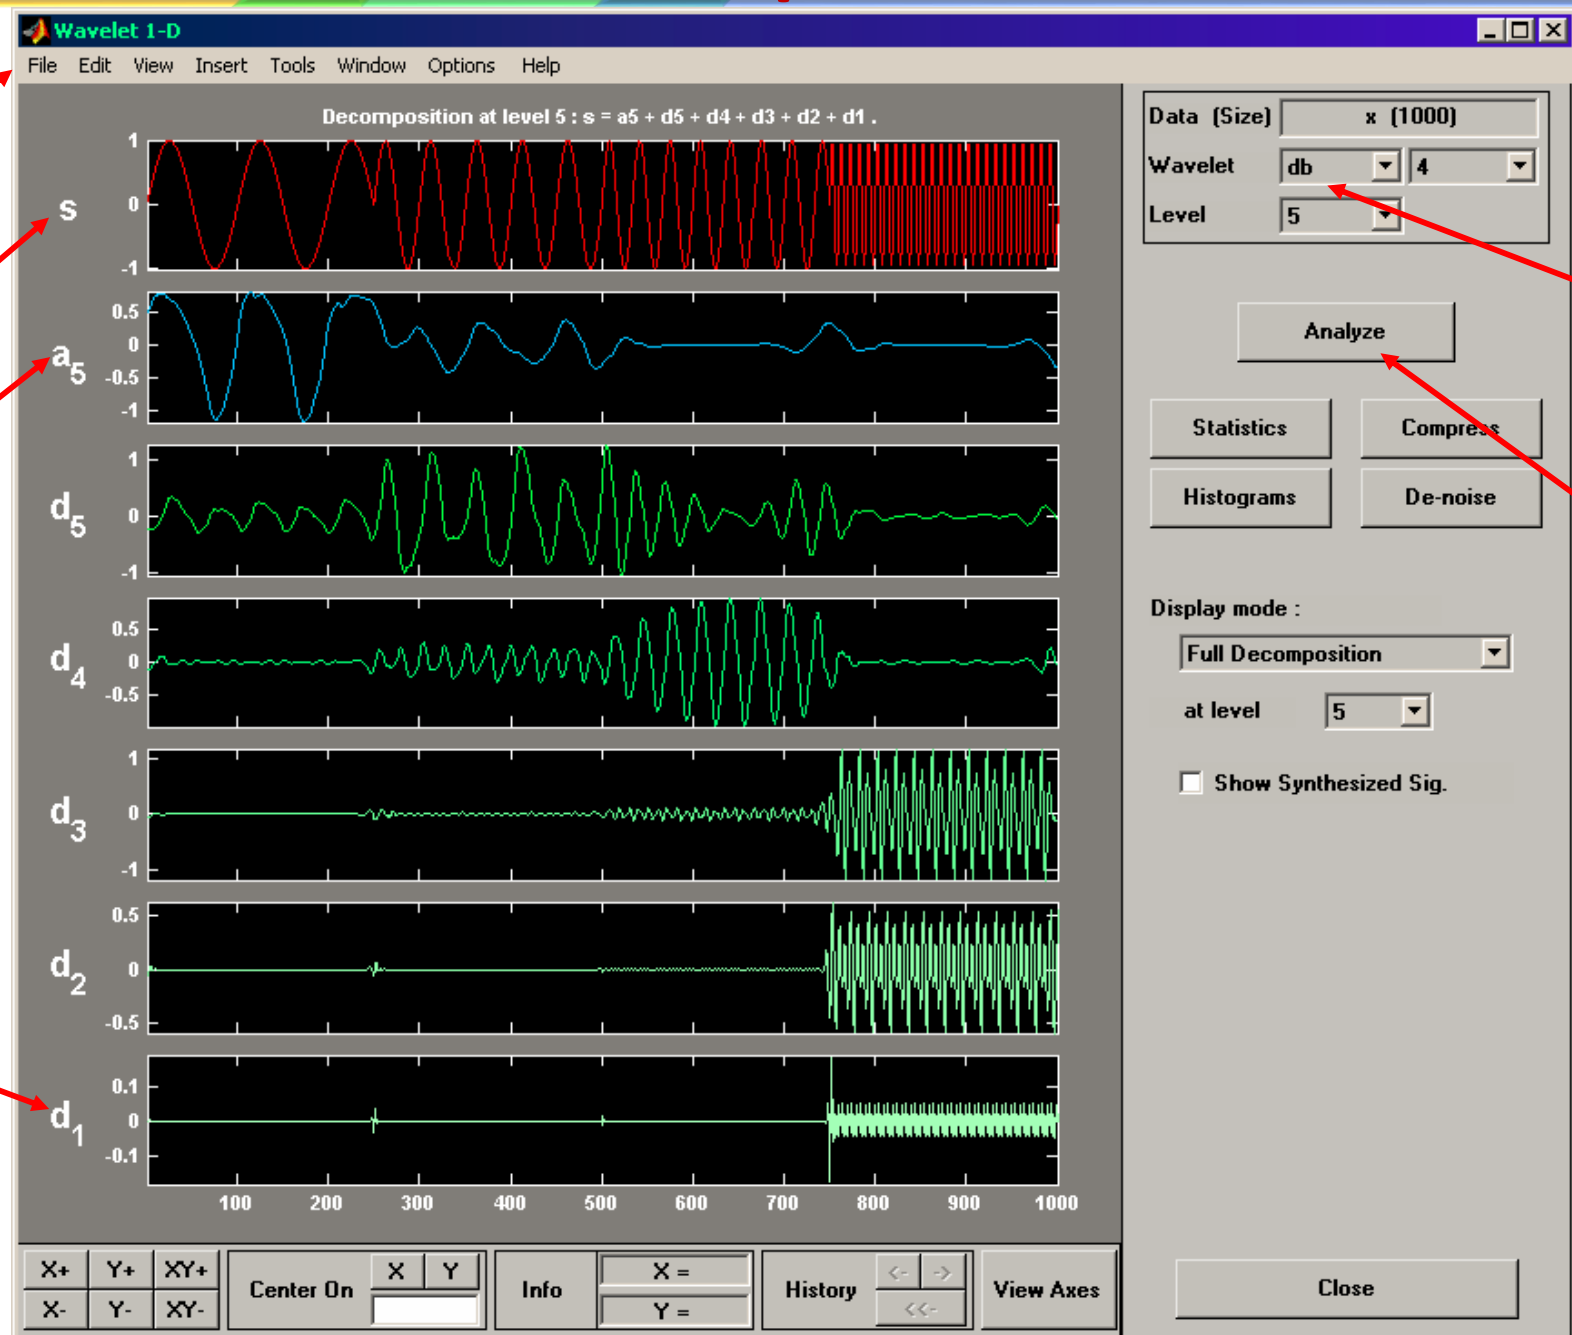 Wavelet 1-D
File Edit View Insert Tools Window Options Help
Decomposition at level 5 : s = a5 + d5 + d4 + d3 + d2 + d1 .
s
1
0
-1
a5
0.5
0
-0.5
-1
d5
1
0
-1
d4
0.5
0
-0.5
d3
1
0
-1
d2
0.5
0
-0.5
d1
0.1
0
-0.1
100 200 300 400 500 600 700 800 900 1000
Data (Size) x (1000)
Wavelet db 4
Level 5
Analyze
Statistics Compress
Histograms De-noise
Display mode :
Full Decomposition
at level 5
Show Synthesized Sig.
X+ Y+ XY+
X- Y- XY-
Center On X Y
Info X =
Y =
History <- ->
<<-
View Axes
Close